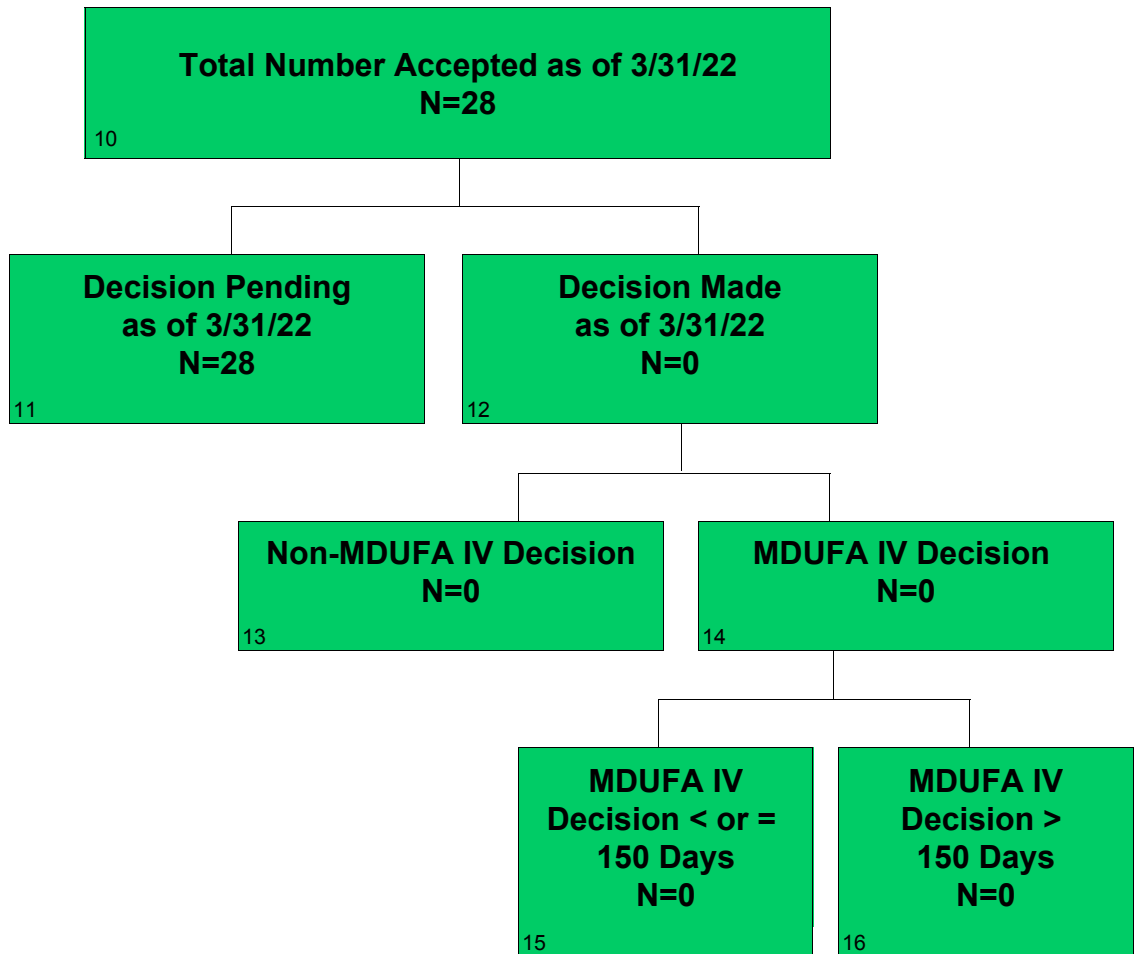 Total Number Accepted as of 3/31/22
N=28
10
Decision Pending
as of 3/31/22
N=28
11
Decision Made
as of 3/31/22
N=0
12
Non-MDUFA IV Decision
N=0
13
MDUFA IV Decision
N=0
14
MDUFA IV
Decision < or =
150 Days
N=0
15
MDUFA IV
Decision >
150 Days
N=0
16